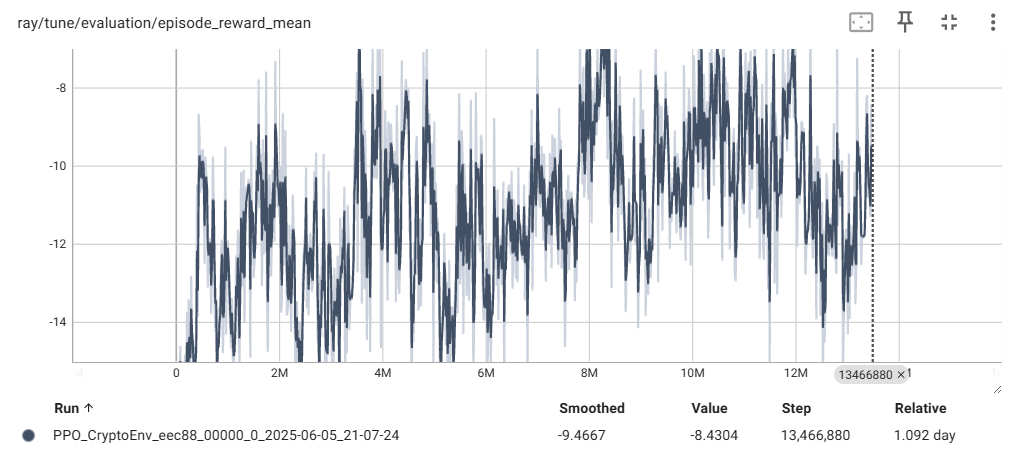 ray/tune/evaluation/episode_reward_mean
-8
-10
-12
-14
0 2M 4M 6M 8M 10M 12M
13466880 ×
Run ↑ Smoothed Value Step Relative
PPO_CryptoEnv_eec88_00000_0_2025-06-05_21-07-24 -9.4667 -8.4304 13,466,880 1.092 day